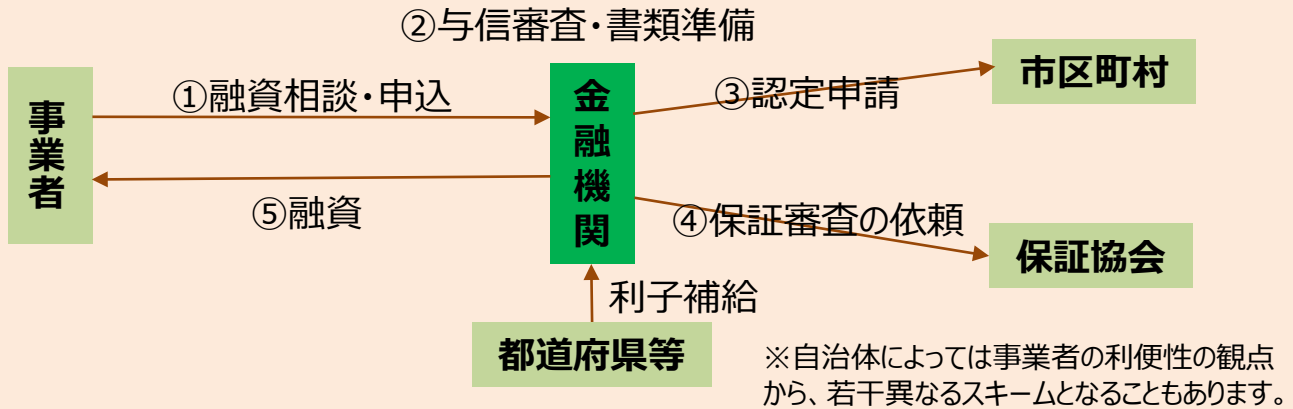 ②与信審査・書類準備
事業者
①融資相談・申込
金融機関
③認定申請
市区町村
⑤融資
④保証審査の依頼
保証協会
利子補給
都道府県等
※自治体によっては事業者の利便性の観点
から、若干異なるスキームとなることもあります。